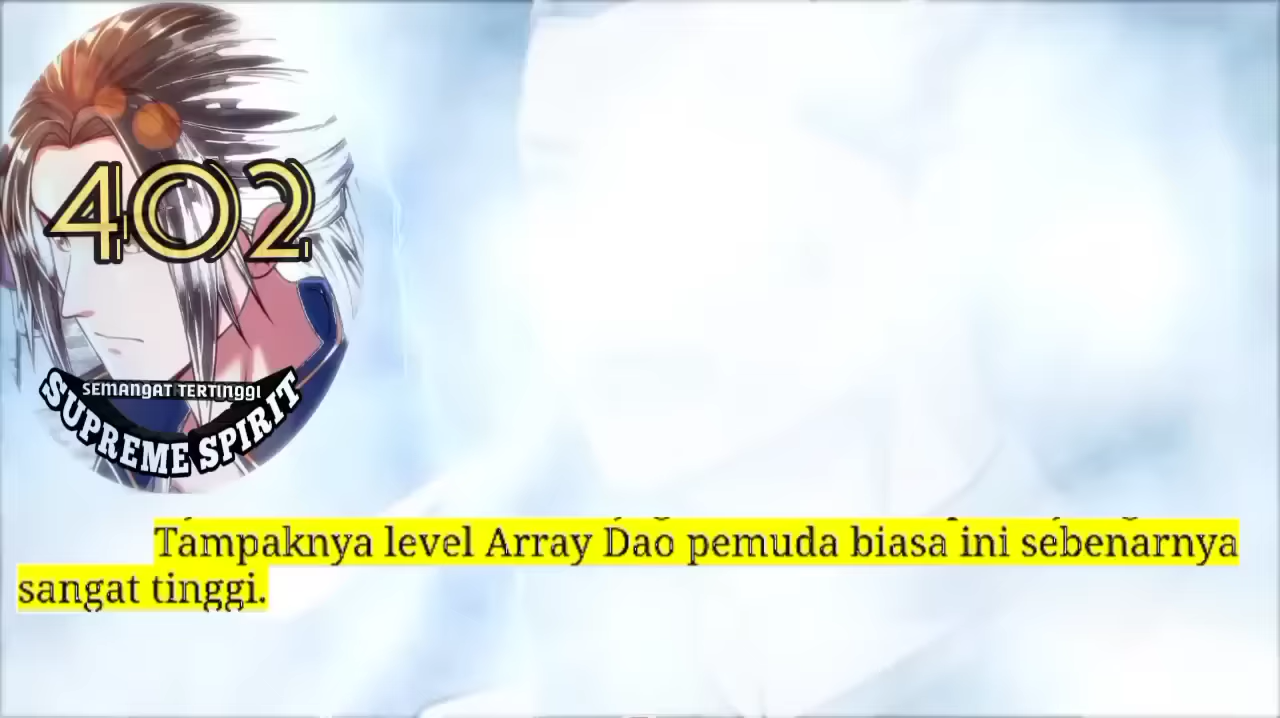 402
SEMANGAT TERTINGGI
SUPREME SPIRIT
Tampaknya level Array Dao pemuda biasa ini sebenarnya
sangat tinggi.